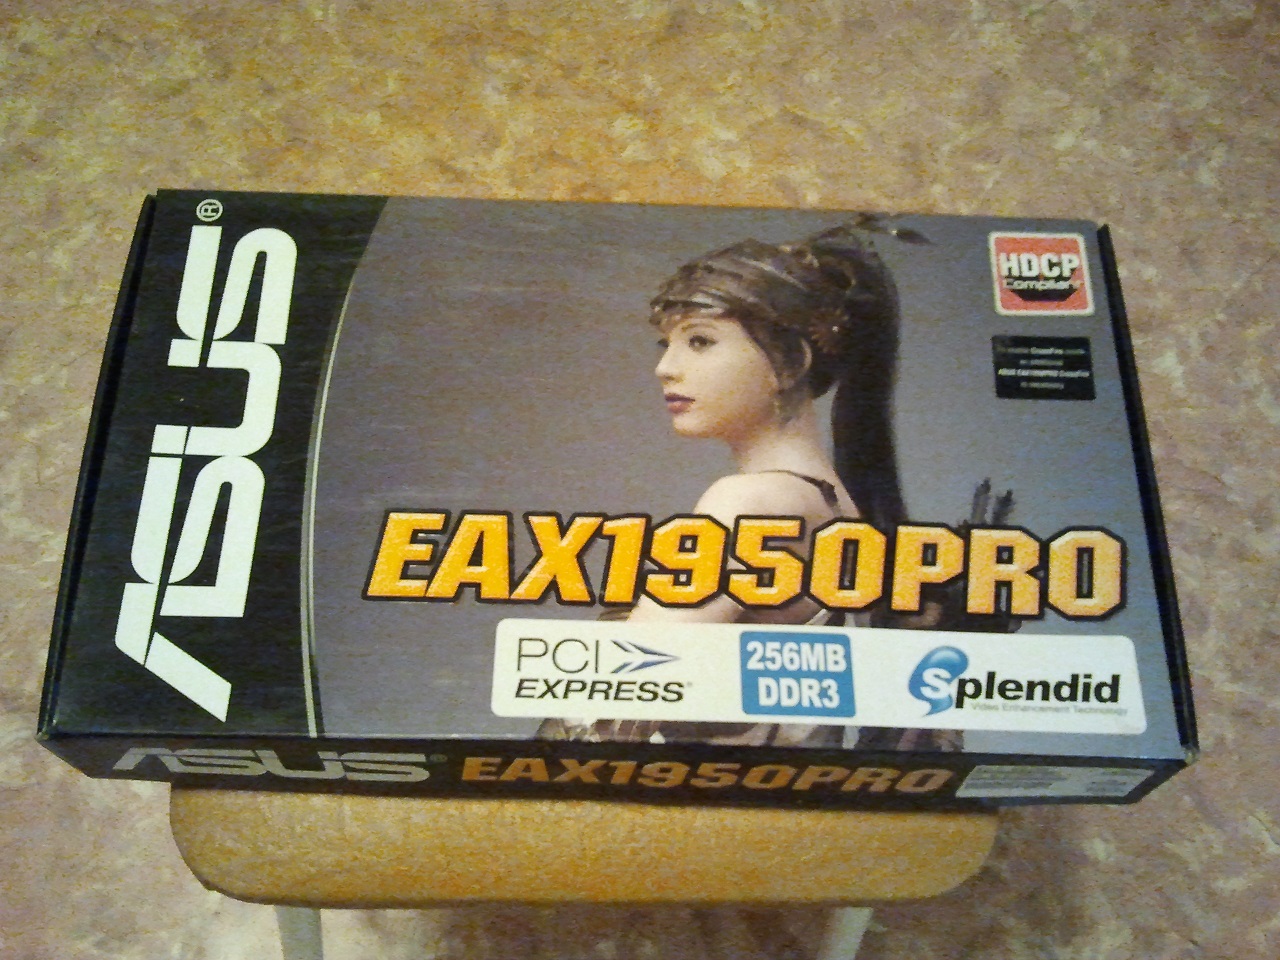 ASUS®
HDCP
Compliant
EAX1950PRO
PCI
EXPRESS®
256MB
DDR3
Splendid
Video Enhancement Technology
ASUS® EAX1950PRO